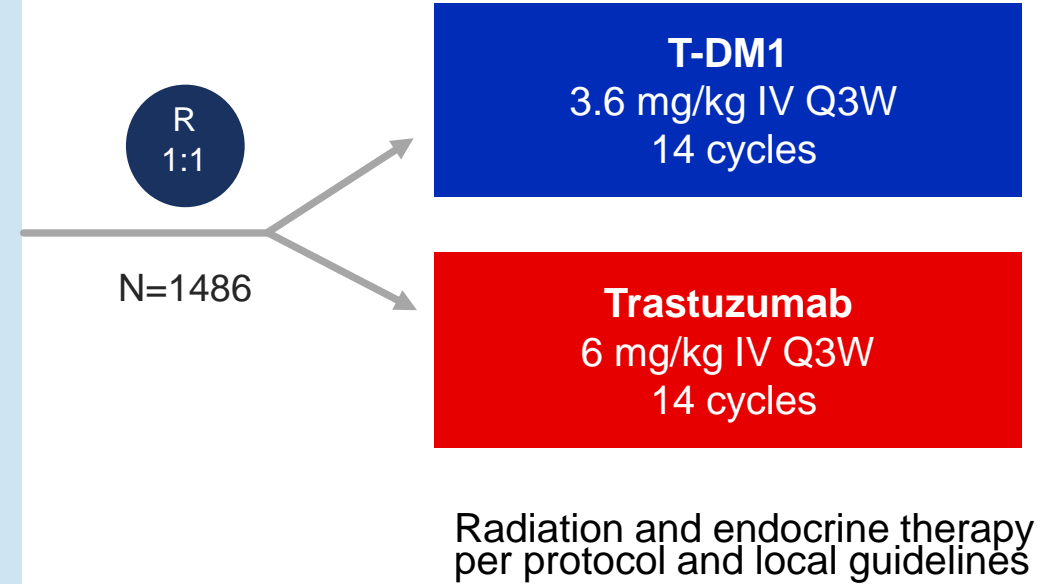 R
1:1
N=1486
T-DM1
3.6 mg/kg IV Q3W
14 cycles
Trastuzumab
6 mg/kg IV Q3W
14 cycles
Radiation and endocrine therapy
per protocol and local guidelines